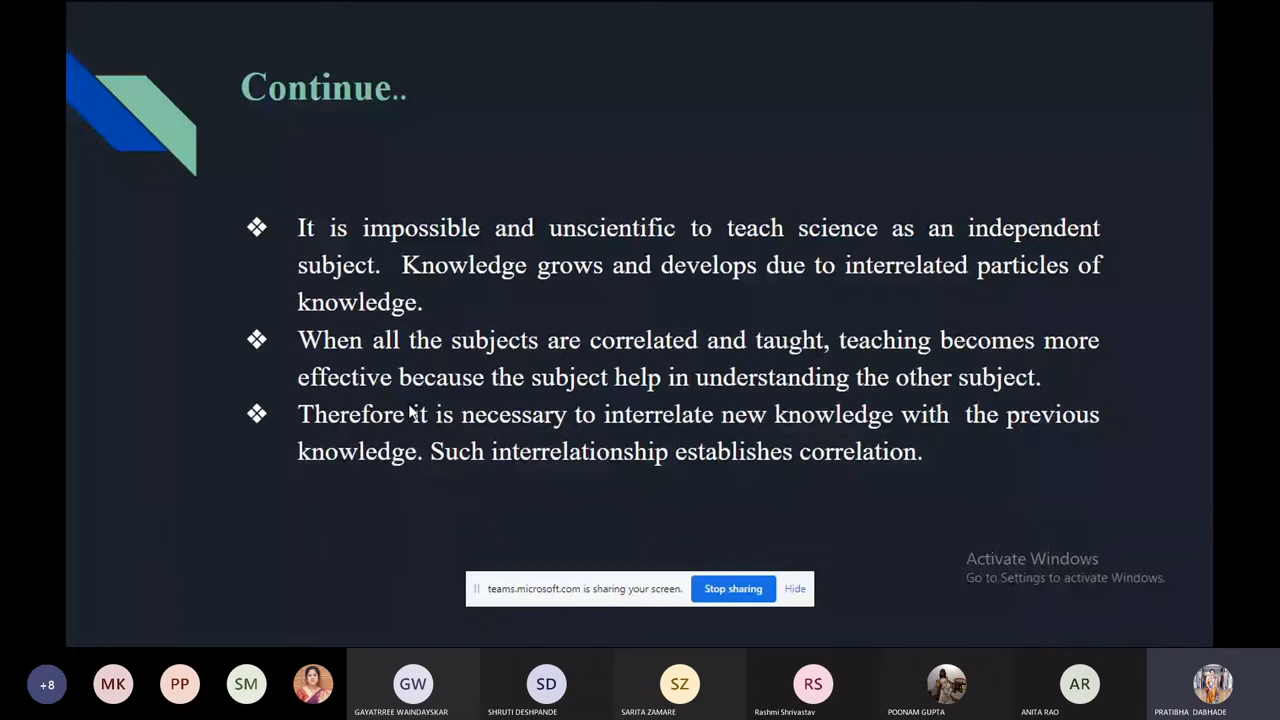 Continue..
❖ It is impossible and unscientific to teach science as an independent
subject. Knowledge grows and develops due to interrelated particles of
knowledge.
❖ When all the subjects are correlated and taught, teaching becomes more
effective because the subject help in understanding the other subject.
❖ Therefore it is necessary to interrelate new knowledge with the previous
knowledge. Such interrelationship establishes correlation.
Activate Windows
Go to Settings to activate Windows.
teams.microsoft.com is sharing your screen. Stop sharing Hide
+8 MK PP SM GW SD SZ RS AR
GAYATRREE WAINDAYSKAR SHRUTI DESHPANDE SARITA ZAMARE Rashmi Shrivastav POONAM GUPTA ANITA RAO PRATIBHA DABHADE